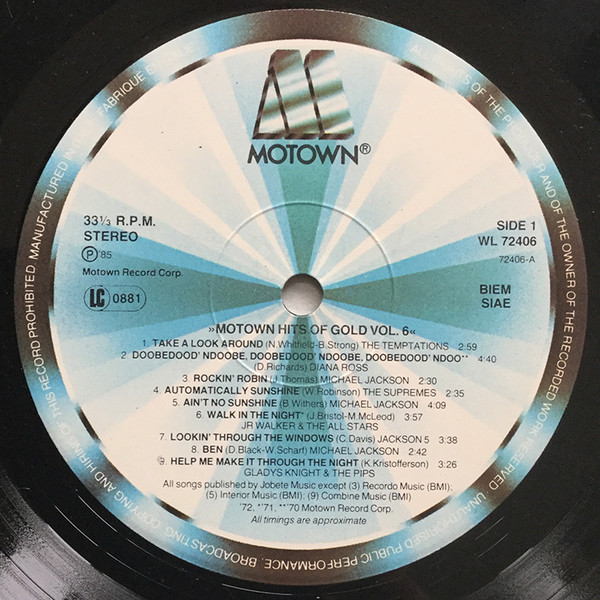 MOTOWN®
33⅓ R.P.M.
STEREO
Ⓟ'85
Motown Record Corp.
LC 0881
SIDE 1
WL 72406
72406-A
BIEM
SIAE
»MOTOWN HITS OF GOLD VOL. 6«
1. TAKE A LOOK AROUND (N.Whitfield-B.Strong) THE TEMPTATIONS 2:59
2. DOOBEDOOD' NDOOBE, DOOBEDOOD' NDOOBE, DOOBEDOOD' NDOO** 4:40
(D.Richards) DIANA ROSS
3. ROCKIN' ROBIN (J.Thomas) MICHAEL JACKSON 2:30
4. AUTOMATICALLY SUNSHINE (W.Robinson) THE SUPREMES 2:35
5. AIN'T NO SUNSHINE (B.Withers) MICHAEL JACKSON 4:09
6. WALK IN THE NIGHT* (J.Bristol-M.McLeod) 3:57
JR WALKER & THE ALL STARS
7. LOOKIN' THROUGH THE WINDOWS (C.Davis) JACKSON 5 3:38
8. BEN (D.Black-W.Scharf) MICHAEL JACKSON 2:42
9. HELP ME MAKE IT THROUGH THE NIGHT (K.Kristofferson) 3:26
GLADYS KNIGHT & THE PIPS
All songs published by Jobete Music except (3) Recordo Music (BMI);
(5) Interior Music (BMI); (9) Combine Music (BMI)
'72, *'71, **'70 Motown Record Corp.
All timings are approximate
OF THE PRODUCER AND OF THE OWNER OF THE RECORDED WORK RESERVED. UNAUTHORISED PUBLIC PERFORMANCE, BROADCASTING, COPYING AND HIRING OF THIS RECORD PROHIBITED. MANUFACTURED IN
FABRIQUE